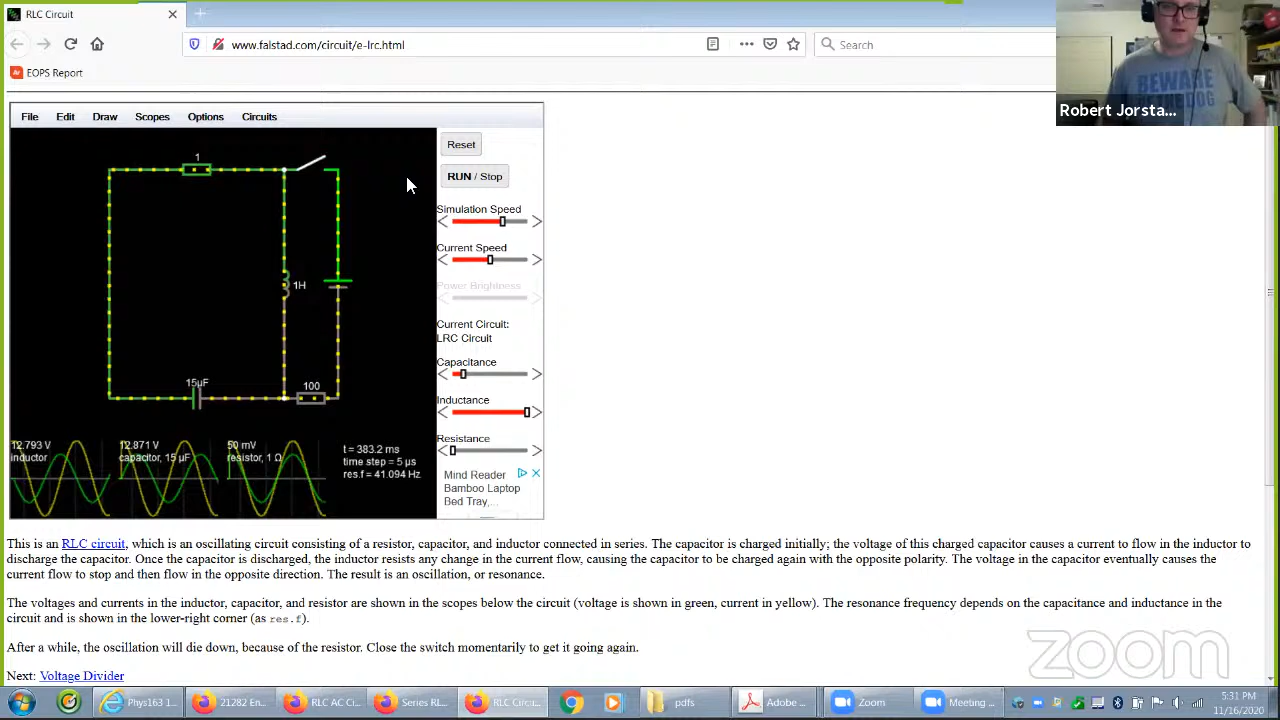 RLC Circuit
www.falstad.com/circuit/e-lrc.html
Search
EOPS Report
BEWARE
Robert Jorsta...
File Edit Draw Scopes Options Circuits
Reset
RUN / Stop
Simulation Speed
Current Speed
Power Brightness
Current Circuit:
LRC Circuit
Capacitance
Inductance
Resistance
Mind Reader
Bamboo Laptop
Bed Tray,...
1
1H
15µF
100
12.793 V
inductor
12.871 V
capacitor, 15 µF
50 mV
resistor, 1 Ω
t = 383.2 ms
time step = 5 µs
res.f = 41.094 Hz
This is an RLC circuit, which is an oscillating circuit consisting of a resistor, capacitor, and inductor connected in series. The capacitor is charged initially; the voltage of this charged capacitor causes a current to flow in the inductor to
discharge the capacitor. Once the capacitor is discharged, the inductor resists any change in the current flow, causing the capacitor to be charged again with the opposite polarity. The voltage in the capacitor eventually causes the
current flow to stop and then flow in the opposite direction. The result is an oscillation, or resonance.
The voltages and currents in the inductor, capacitor, and resistor are shown in the scopes below the circuit (voltage is shown in green, current in yellow). The resonance frequency depends on the capacitance and inductance in the
circuit and is shown in the lower-right corner (as res.f).
After a while, the oscillation will die down, because of the resistor. Close the switch momentarily to get it going again.
Next: Voltage Divider
zoom
Phys163 1... 21282 En... RLC AC Ci... Series RL... RLC Circu... pdfs Adobe ... Zoom Meeting ...
5:31 PM
11/16/2020